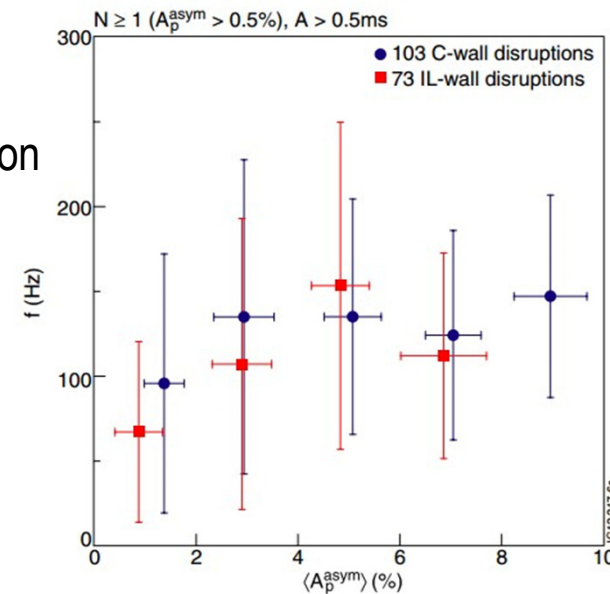 N ≥ 1 (A_p^asym > 0.5%), A > 0.5ms
on
103 C-wall disruptions
73 IL-wall disruptions
f (Hz)
300
200
100
0
0 2 4 6 8 10
⟨A_p^asym⟩ (%)